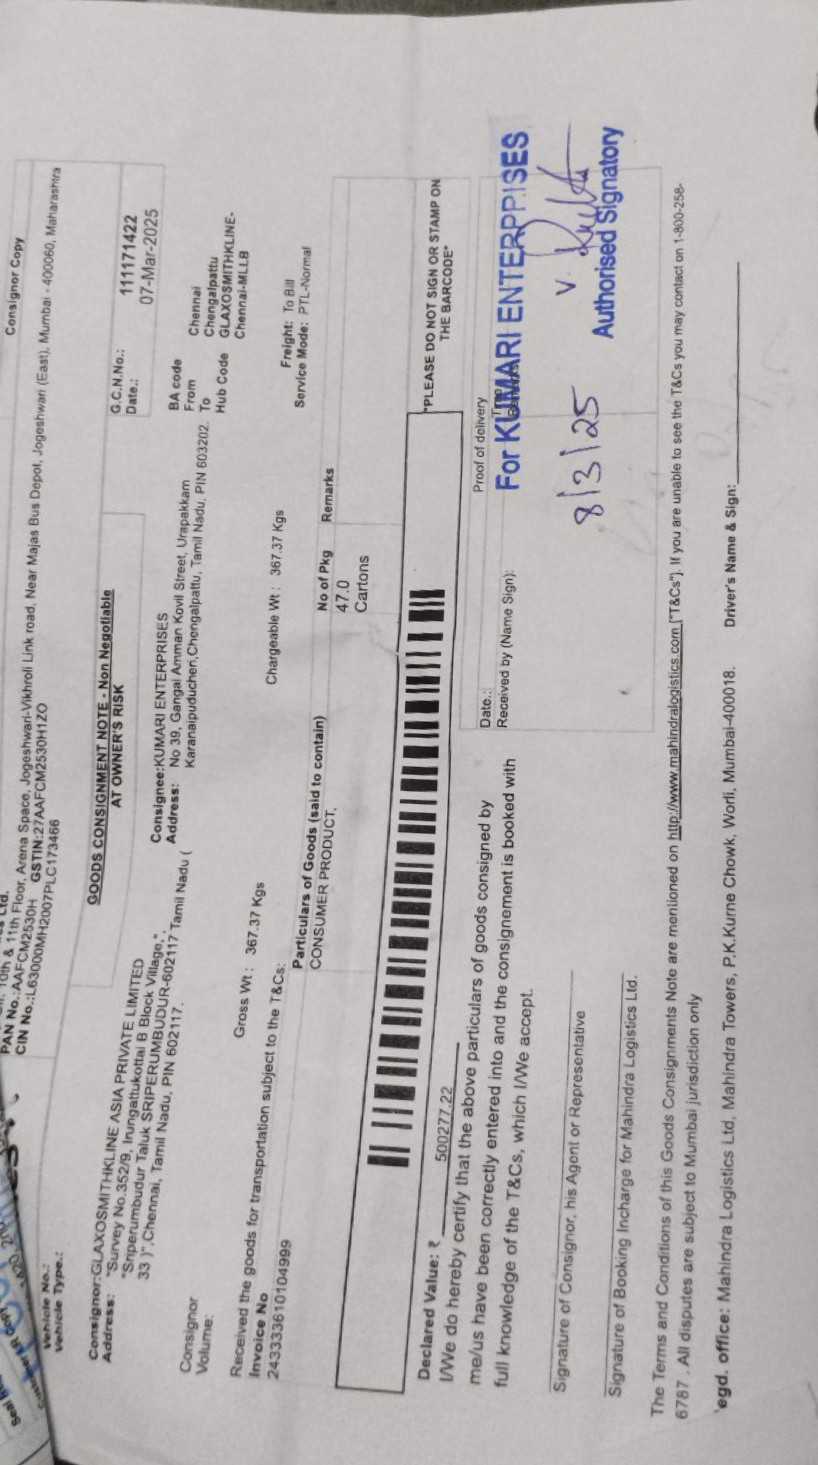 Consignor Copy
Ltd.
10th & 11th Floor, Arena Space, Jogeshwari-Vikhroli Link road, Near Majas Bus Depot, Jogeshwari (East), Mumbai - 400060, Maharashtra
PAN No.:AAFCM2530H GSTIN:27AAFCM2530H1ZO
CIN No.:L63000MH2007PLC173466
Vehicle No.:
Vehicle Type.:
GOODS CONSIGNMENT NOTE - Non Negotiable
AT OWNER'S RISK
G.C.N.No.: 111171422
Date.: 07-Mar-2025
Consignor:GLAXOSMITHKLINE ASIA PRIVATE LIMITED
Address: "Survey No.352/9, Irungattukottai B Block Village,"
"Sriperumbudur Taluk SRIPERUMBUDUR-602117 Tamil Nadu (
33 )",Chennai, Tamil Nadu, PIN 602117.
Consignee:KUMARI ENTERPRISES
Address: No 39, Gangai Amman Kovil Street, Urapakkam
Karanaipuducheri,Chengalpattu, Tamil Nadu, PIN 603202.
BA code
From Chennai
To Chengalpattu
Hub Code GLAXOSMITHKLINE-
Chennai-MLLB
Consignor
Volume:
Gross Wt : 367.37 Kgs
Chargeable Wt : 367.37 Kgs
Freight: To Bill
Service Mode: PTL-Normal
Received the goods for transportation subject to the T&Cs:
Invoice No
243333610104999
Particulars of Goods (said to contain)
CONSUMER PRODUCT,
No of Pkg
47.0
Cartons
Remarks
*PLEASE DO NOT SIGN OR STAMP ON
THE BARCODE*
Declared Value: ₹ 500277.22
I/We do hereby certify that the above particulars of goods consigned by
me/us have been correctly entered into and the consignement is booked with
full knowledge of the T&Cs, which I/We accept.
Proof of delivery
Date.:
Received by (Name Sign):
For KUMARI ENTERPRISES
V.
8/3/25
Authorised Signatory
Signature of Consignor, his Agent or Representative
Signature of Booking Incharge for Mahindra Logistics Ltd.
The Terms and Conditions of this Goods Consignments Note are mentioned on http://www.mahindralogistics.com ["T&Cs"]. If you are unable to see the T&Cs you may contact on 1-800-258-
6787 . All disputes are subject to Mumbai jurisdiction only
egd. office: Mahindra Logistics Ltd, Mahindra Towers, P.K.Kurne Chowk, Worli, Mumbai-400018. Driver's Name & Sign: